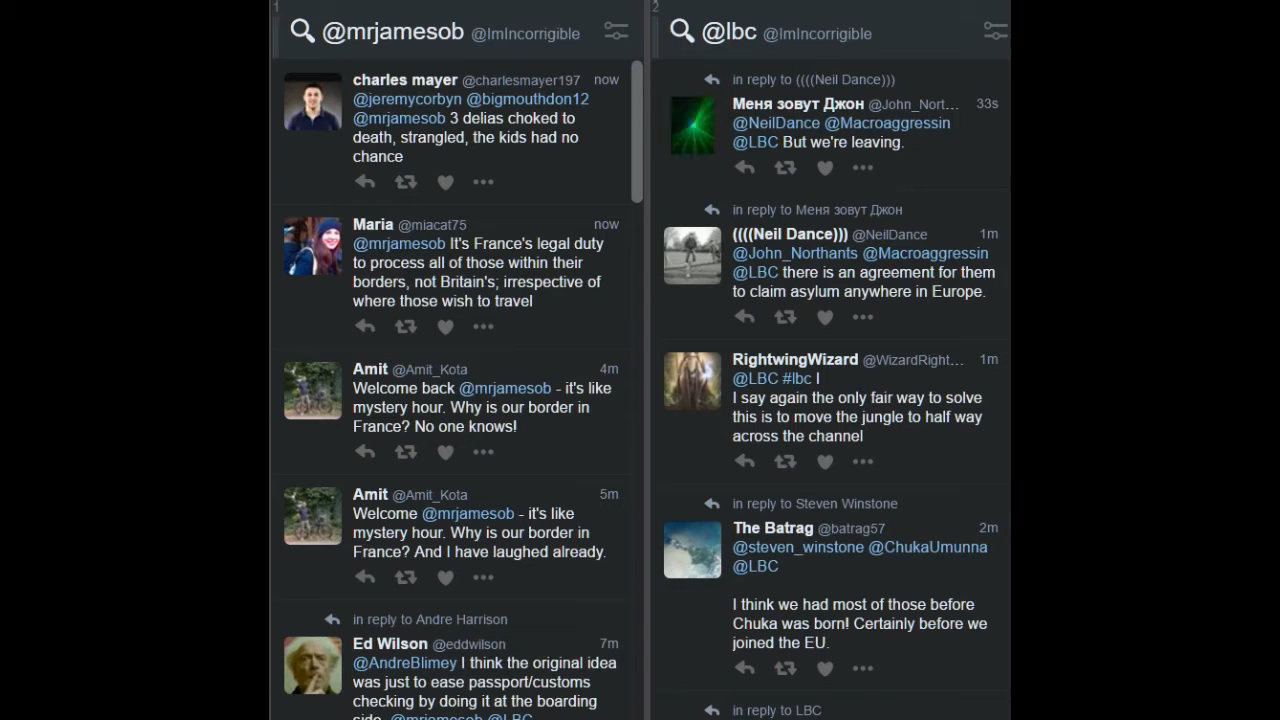 1
@mrjamesob @ImIncorrigible
charles mayer @charlesmayer197 now
@jeremycorbyn @bigmouthdon12
@mrjamesob 3 delias choked to
death, strangled, the kids had no
chance
Maria @miacat75 now
@mrjamesob It's France's legal duty
to process all of those within their
borders, not Britain's; irrespective of
where those wish to travel
Amit @Amit_Kota 4m
Welcome back @mrjamesob - it's like
mystery hour. Why is our border in
France? No one knows!
Amit @Amit_Kota 5m
Welcome @mrjamesob - it's like
mystery hour. Why is our border in
France? And I have laughed already.
in reply to Andre Harrison
Ed Wilson @eddwilson 7m
@AndreBlimey I think the original idea
was just to ease passport/customs
checking by doing it at the boarding
side. @mrjamesob @LBC
2
@lbc @ImIncorrigible
in reply to ((((Neil Dance)))
Меня зовут Джон @John_Nort... 33s
@NeilDance @Macroaggressin
@LBC But we're leaving.
in reply to Меня зовут Джон
((((Neil Dance))) @NeilDance 1m
@John_Northants @Macroaggressin
@LBC there is an agreement for them
to claim asylum anywhere in Europe.
RightwingWizard @WizardRight... 1m
@LBC #lbc I
I say again the only fair way to solve
this is to move the jungle to half way
across the channel
in reply to Steven Winstone
The Batrag @batrag57 2m
@steven_winstone @ChukaUmunna
@LBC
I think we had most of those before
Chuka was born! Certainly before we
joined the EU.
in reply to LBC